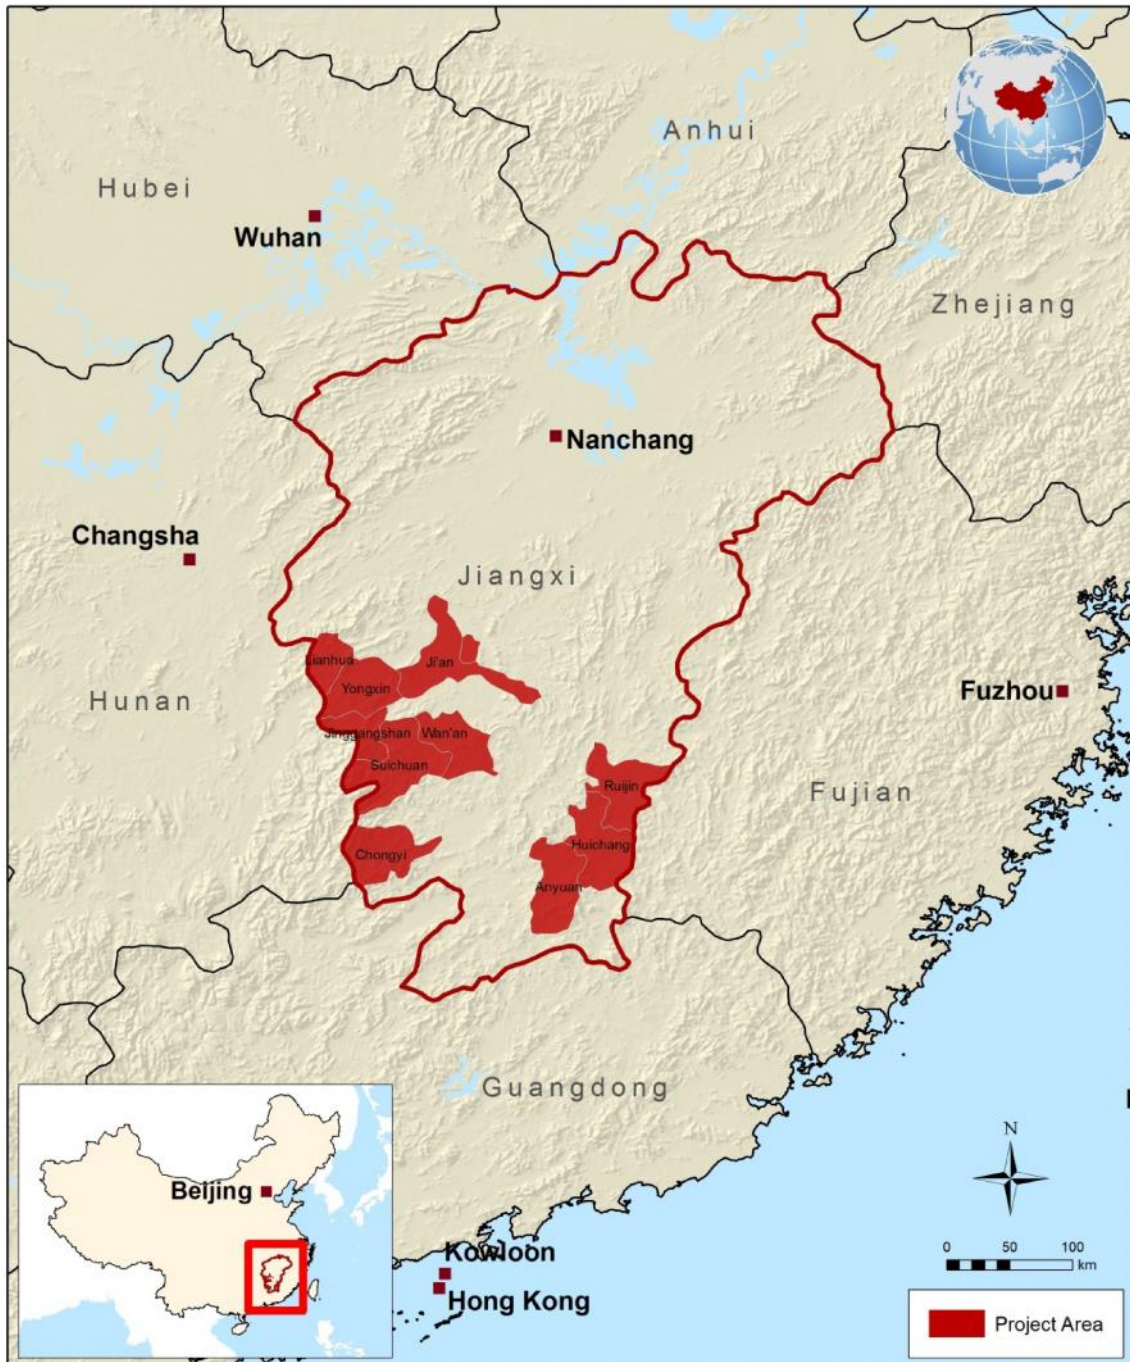 Anhui
Hubei
Wuhan
Zhejiang
Nanchang
Changsha
Jiangxi
Lianhua
Ji'an
Yongxin
Hunan
Fuzhou
Jinggangshan
Wan'an
Suichuan
Ruijin
Fujian
Huichang
Chongyi
Anyuan
Guangdong
N
Beijing
0 50 100
km
Kowloon
Hong Kong
Project Area